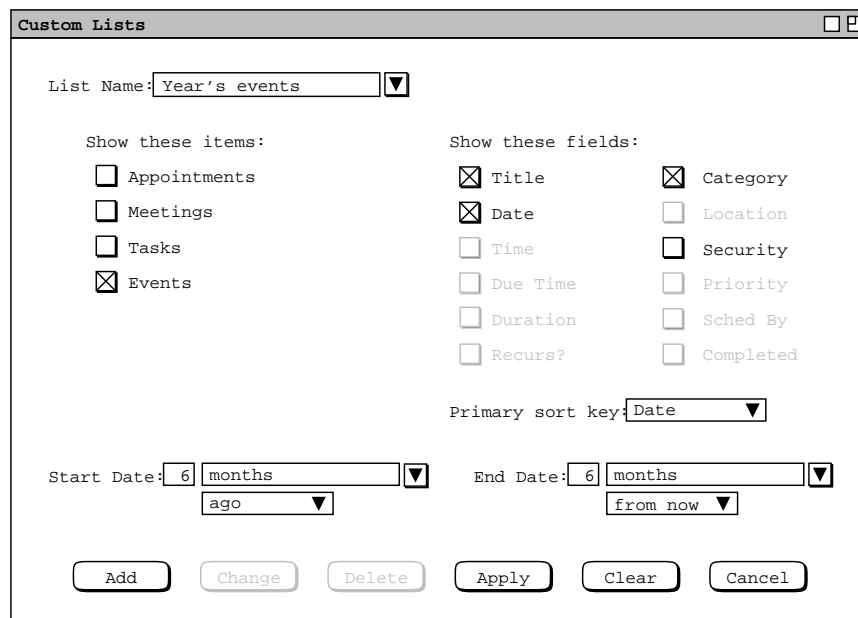 Custom Lists
List Name: Year's events
Show these items:
Appointments
Meetings
Tasks
Events
Show these fields:
Title
Date
Time
Due Time
Duration
Recurs?
Category
Location
Security
Priority
Sched By
Completed
Primary sort key: Date
Start Date: 6 months
ago
End Date: 6 months
from now
Add Change Delete Apply Clear Cancel